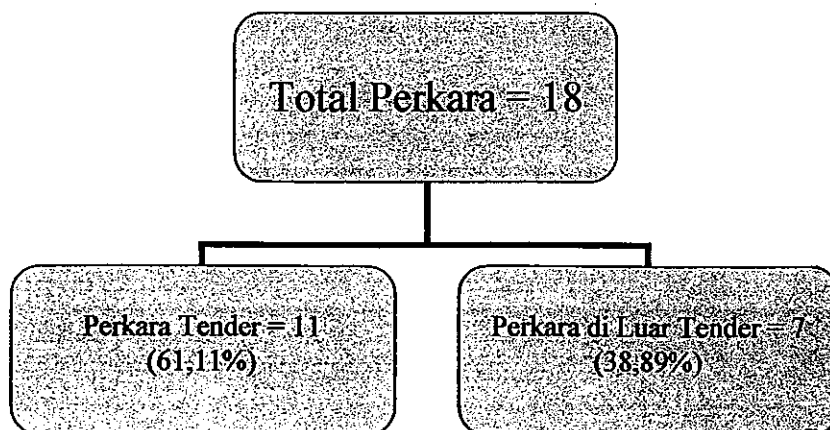 Total Perkara = 18
Perkara Tender = 11
(61,11%)
Perkara di Luar Tender = 7
(38,89%)